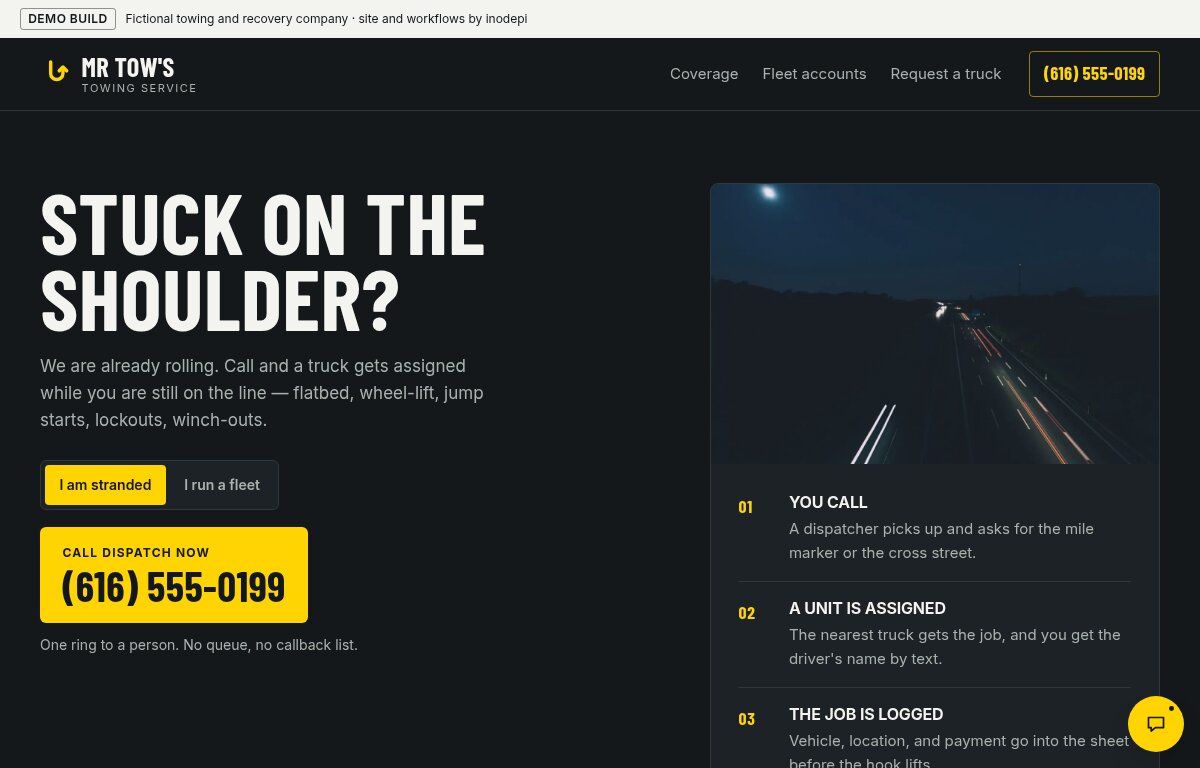 DEMO BUILD Fictional towing and recovery company · site and workflows by inodepi
MR TOW'S
TOWING SERVICE
Coverage Fleet accounts Request a truck (616) 555-0199
STUCK ON THE
SHOULDER?
We are already rolling. Call and a truck gets assigned
while you are still on the line — flatbed, wheel-lift, jump
starts, lockouts, winch-outs.
I am stranded I run a fleet
CALL DISPATCH NOW
(616) 555-0199
One ring to a person. No queue, no callback list.
01 YOU CALL
A dispatcher picks up and asks for the mile
marker or the cross street.
02 A UNIT IS ASSIGNED
The nearest truck gets the job, and you get the
driver's name by text.
03 THE JOB IS LOGGED
Vehicle, location, and payment go into the sheet
before the hook lifts.